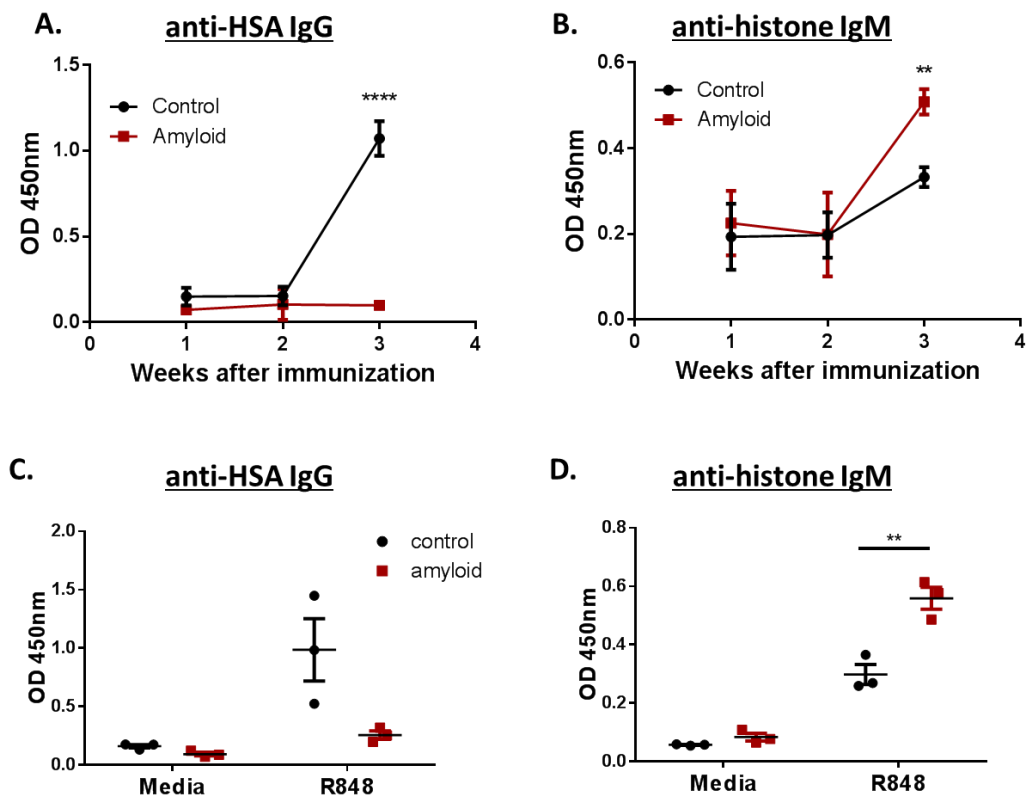 A.
anti-HSA IgG
OD 450nm
1.5
1.0
0.5
0.0
Control
Amyloid
****
0 1 2 3 4
Weeks after immunization
B.
anti-histone IgM
OD 450nm
0.6
0.4
0.2
0.0
Control
Amyloid
**
0 1 2 3 4
Weeks after immunization
C.
anti-HSA IgG
OD 450nm
2.0
1.5
1.0
0.5
0.0
control
amyloid
Media R848
D.
anti-histone IgM
OD 450nm
0.8
0.6
0.4
0.2
0.0
**
Media R848